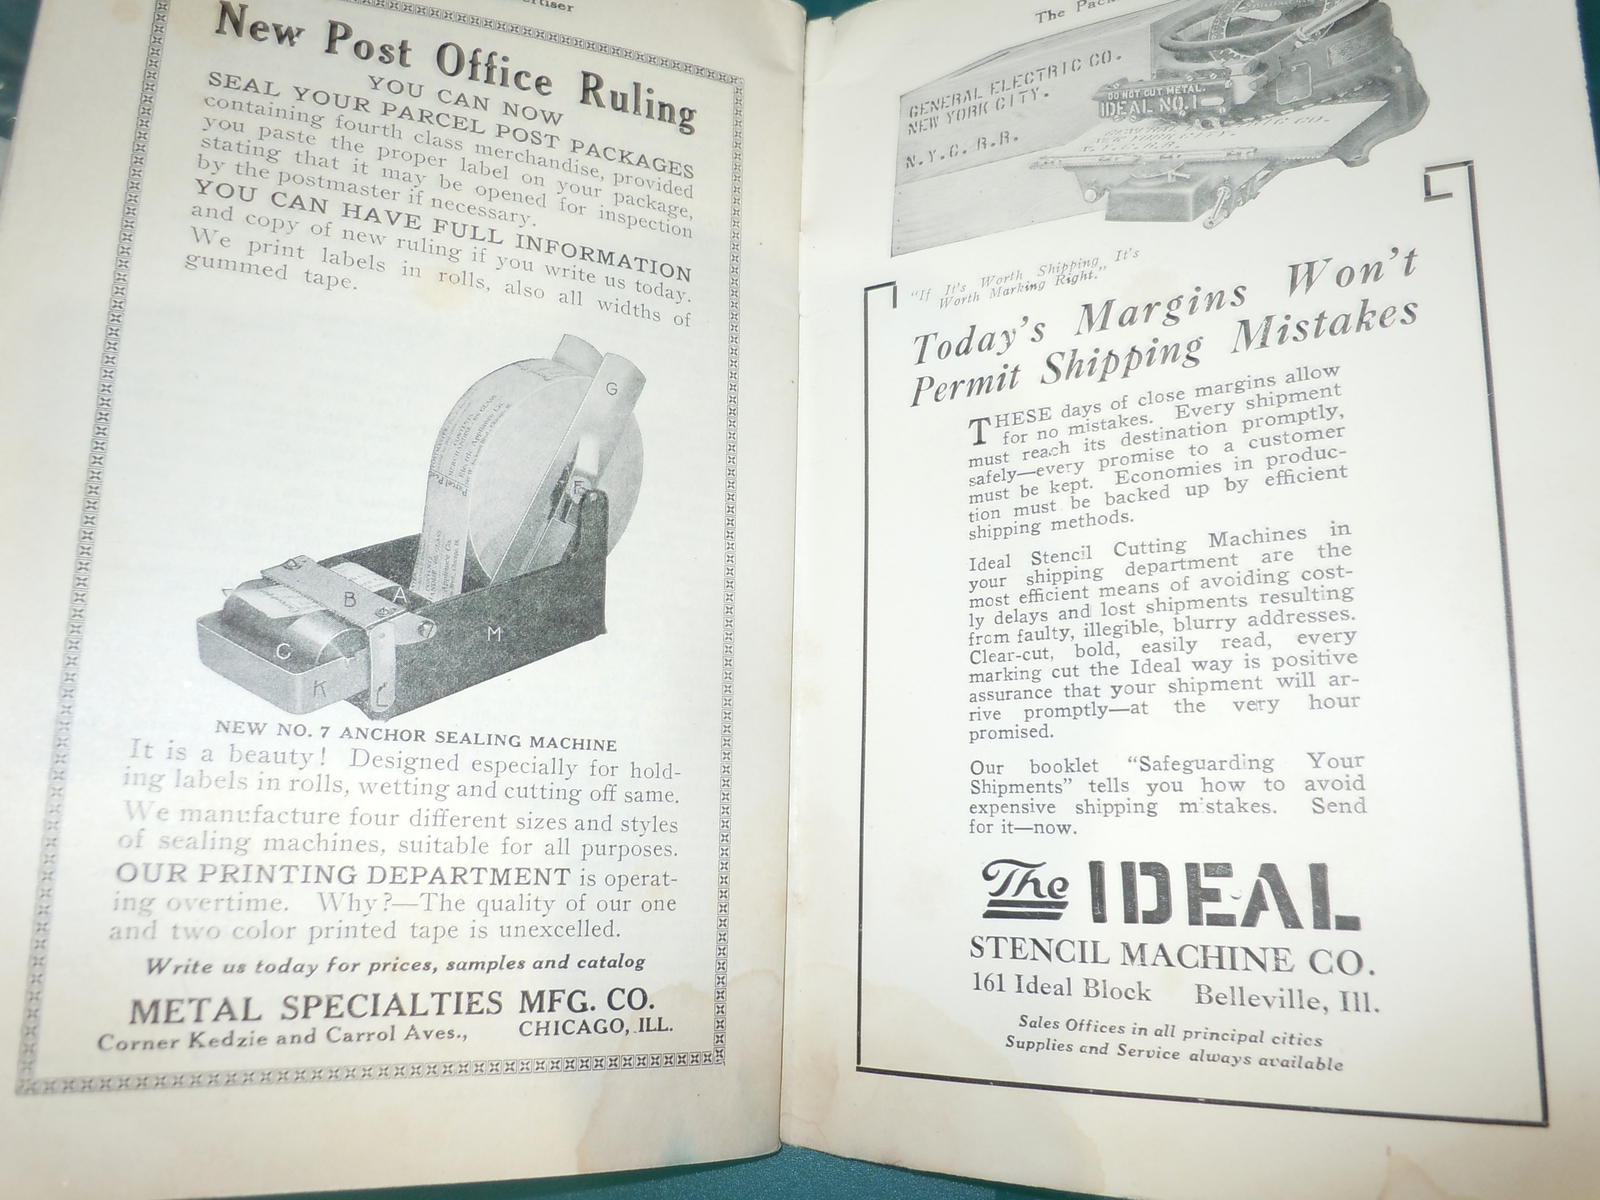 New Post Office Ruling
YOU CAN NOW
SEAL YOUR PARCEL POST PACKAGES
containing fourth class merchandise, provided
you paste the proper label on your package,
stating that it may be opened for inspection
by the postmaster if necessary.
YOU CAN HAVE FULL INFORMATION
and copy of new ruling if you write us today.
We print labels in rolls, also all widths of
gummed tape.
G
F
B
A
M
C
K
L
NEW NO. 7 ANCHOR SEALING MACHINE
It is a beauty! Designed especially for hold-
ing labels in rolls, wetting and cutting off same.
We manufacture four different sizes and styles
of sealing machines, suitable for all purposes.
OUR PRINTING DEPARTMENT is operat-
ing overtime. Why?—The quality of our one
and two color printed tape is unexcelled.
Write us today for prices, samples and catalog
METAL SPECIALTIES MFG. CO.
Corner Kedzie and Carrol Aves., CHICAGO, ILL.
The
GENERAL ELECTRIC CO.
NEW YORK CITY.
N.Y.C. R.R.
DO NOT CUT METAL.
IDEAL NO. 1
"If It's Worth Shipping It's
Worth Marking Right."
Today's Margins Won't
Permit Shipping Mistakes
THESE days of close margins allow
for no mistakes. Every shipment
must reach its destination promptly,
safely—every promise to a customer
must be kept. Economies in produc-
tion must be backed up by efficient
shipping methods.
Ideal Stencil Cutting Machines in
your shipping department are the
most efficient means of avoiding cost-
ly delays and lost shipments resulting
from faulty, illegible, blurry addresses.
Clear-cut, bold, easily read, every
marking cut the Ideal way is positive
assurance that your shipment will ar-
rive promptly—at the very hour
promised.
Our booklet "Safeguarding Your
Shipments" tells you how to avoid
expensive shipping mistakes. Send
for it—now.
The IDEAL
STENCIL MACHINE CO.
161 Ideal Block Belleville, Ill.
Sales Offices in all principal cities
Supplies and Service always available